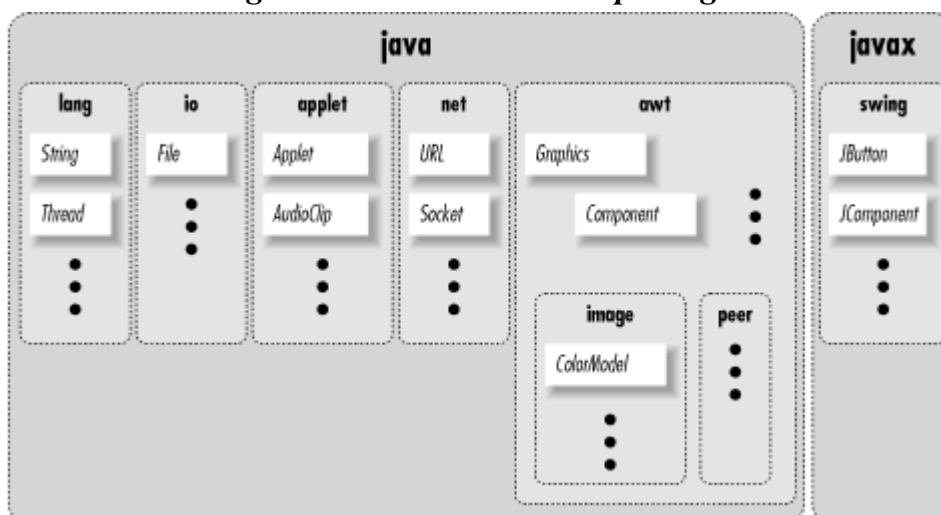 java
javax
lang
io
applet
net
awt
swing
String
File
Applet
URL
Graphics
JButton
Thread
AudioClip
Socket
Component
JComponent
image
peer
ColorModel